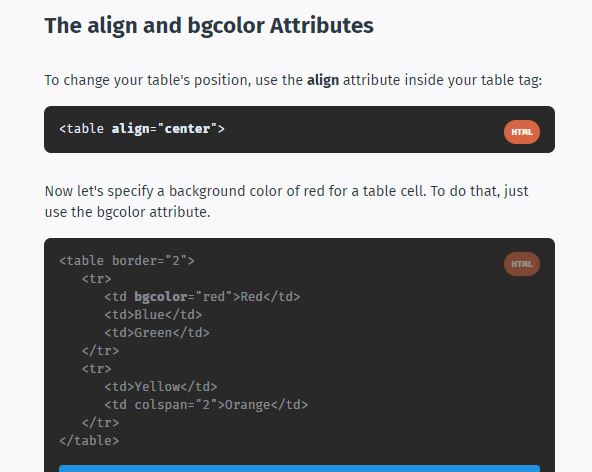 The align and bgcolor Attributes
To change your table's position, use the align attribute inside your table tag:
<table align="center">
HTML
Now let's specify a background color of red for a table cell. To do that, just
use the bgcolor attribute.
<table border="2">
HTML
<tr>
<td bgcolor="red">Red</td>
<td>Blue</td>
<td>Green</td>
</tr>
<tr>
<td>Yellow</td>
<td colspan="2">Orange</td>
</tr>
</table>